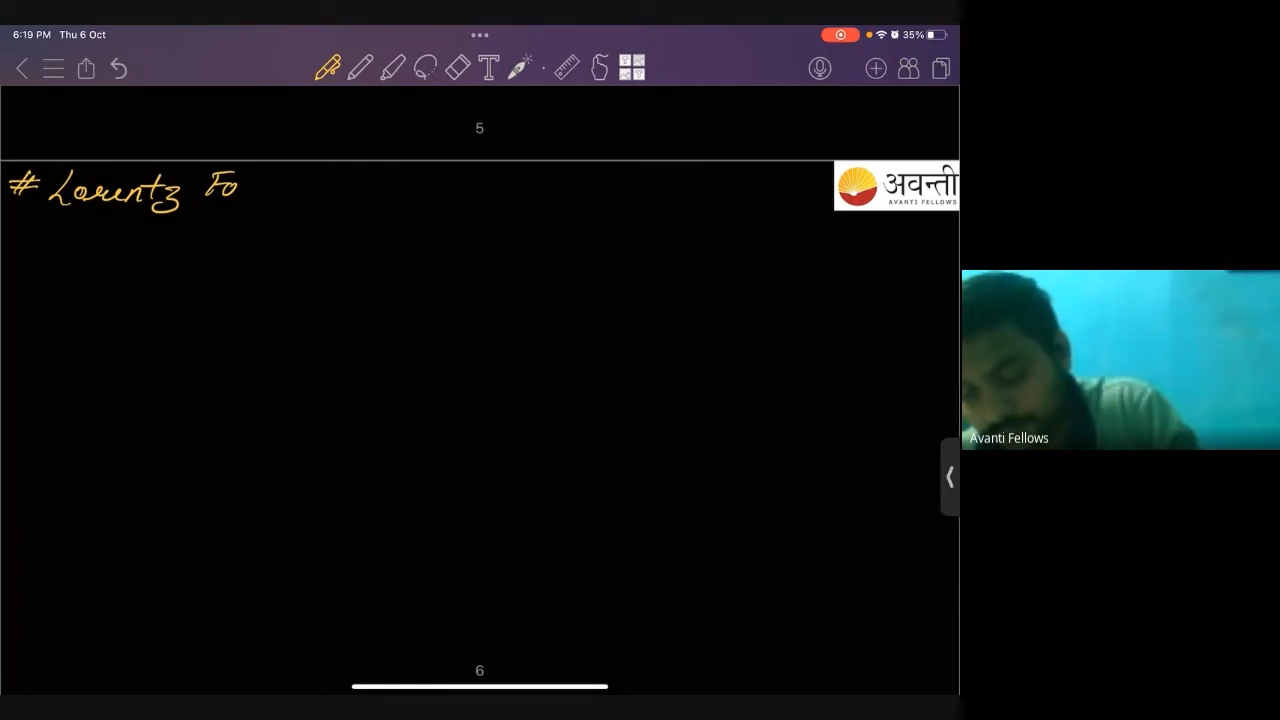 6:19 PM Thu 6 Oct
35%
5
# Lorentz Fo
अवन्ती
AVANTI FELLOWS
Avanti Fellows
6